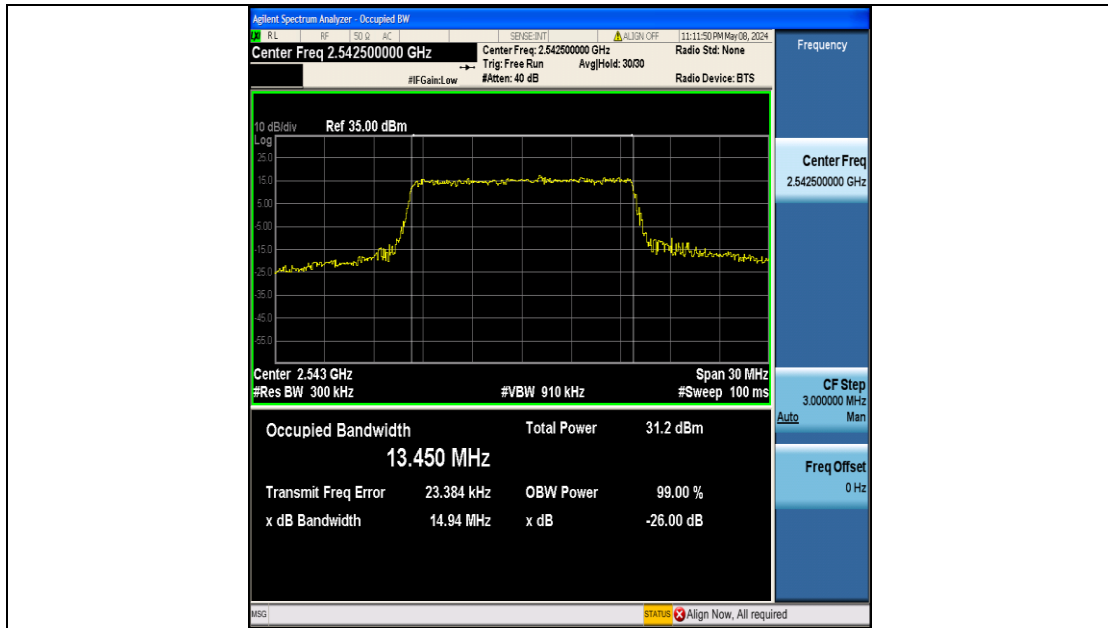 Agilent Spectrum Analyzer - Occupied BW
RL RF 50 Ω AC SENSE:INT ALIGN OFF 11:11:50 PM May 08, 2024
Center Freq 2.542500000 GHz
Center Freq: 2.542500000 GHz Radio Std: None
Trig: Free Run Avg|Hold: 30/30
#IFGain:Low #Atten: 40 dB Radio Device: BTS
Frequency
10 dB/div Ref 35.00 dBm
Log
25.0
15.0
5.00
-5.00
-15.0
-25.0
-35.0
-45.0
-55.0
Center 2.543 GHz Span 30 MHz
#Res BW 300 kHz #VBW 910 kHz #Sweep 100 ms
Occupied Bandwidth Total Power 31.2 dBm
13.450 MHz
Transmit Freq Error 23.384 kHz OBW Power 99.00 %
x dB Bandwidth 14.94 MHz x dB -26.00 dB
Center Freq
2.542500000 GHz
CF Step
3.000000 MHz
Auto Man
Freq Offset
0 Hz
MSG STATUS Align Now, All required